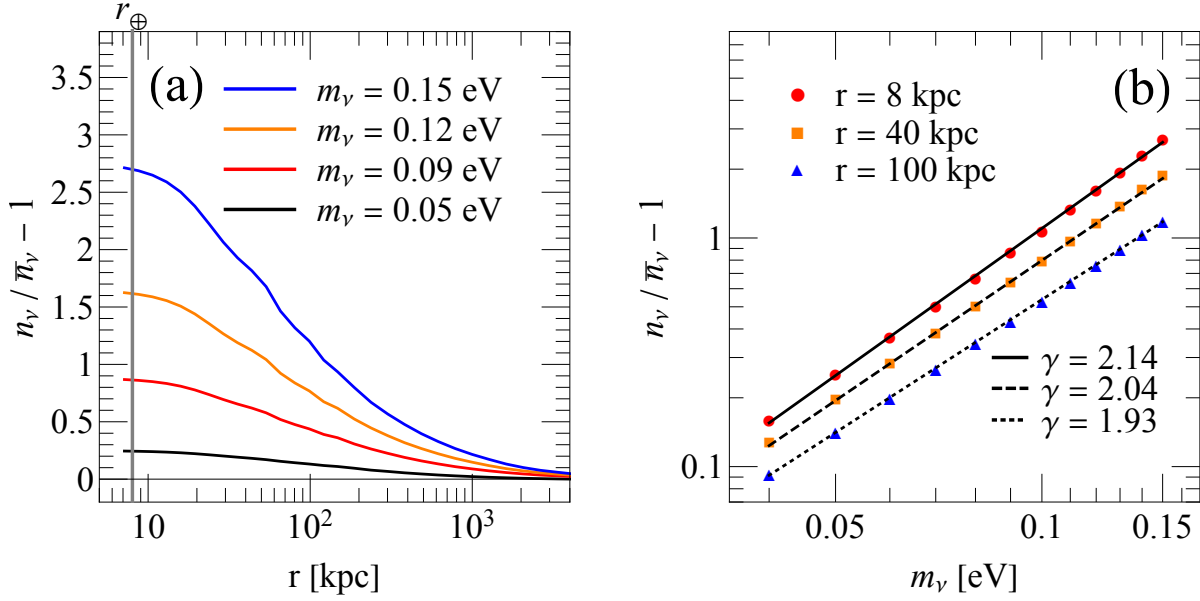 r⊕
(a)
mν = 0.15 eV
mν = 0.12 eV
mν = 0.09 eV
mν = 0.05 eV
3.5
3
2.5
2
1.5
1
0.5
0
nν / n̅ν − 1
10
10²
10³
r [kpc]
(b)
r = 8 kpc
r = 40 kpc
r = 100 kpc
γ = 2.14
γ = 2.04
γ = 1.93
1
0.1
nν / n̅ν − 1
0.05
0.1
0.15
mν [eV]